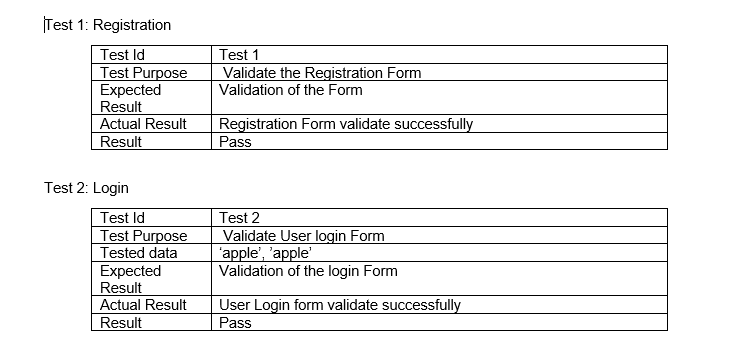 Test 1: Registration
Test Id Test 1
Test Purpose Validate the Registration Form
Expected Validation of the Form
Result
Actual Result Registration Form validate successfully
Result Pass
Test 2: Login
Test Id Test 2
Test Purpose Validate User login Form
Tested data ‘apple’, ’apple’
Expected Validation of the login Form
Result
Actual Result User Login form validate successfully
Result Pass